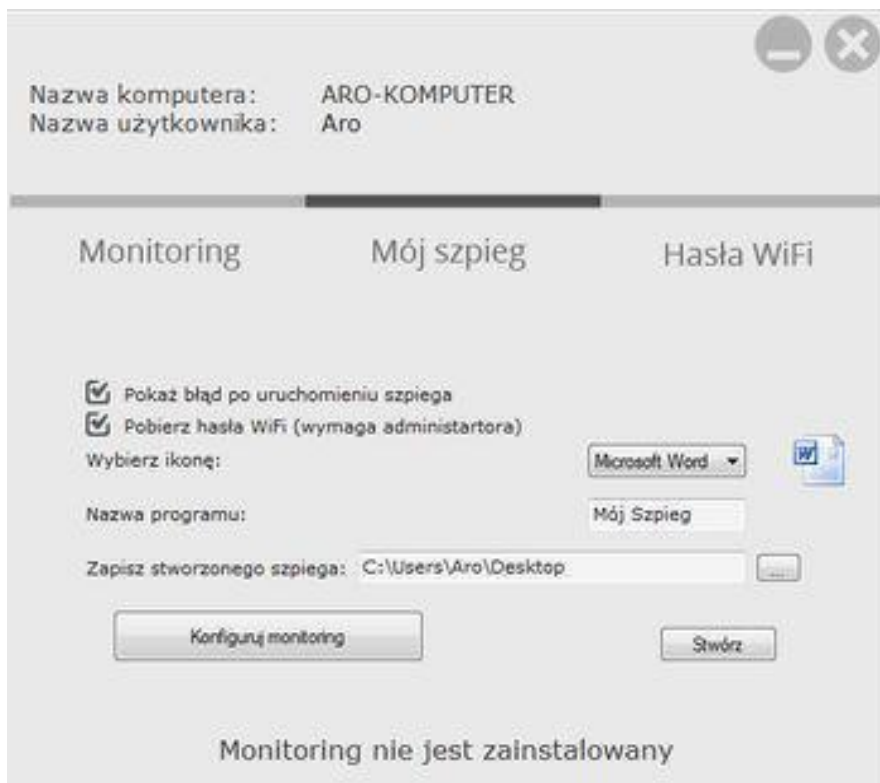 Nazwa komputera: ARO-KOMPUTER
Nazwa użytkownika: Aro
Monitoring Mój szpieg Hasła WiFi
Pokaż błąd po uruchomieniu szpiega
Pobierz hasła WiFi (wymaga administartora)
Wybierz ikonę: Microsoft Word
Nazwa programu: Mój Szpieg
Zapisz stworzonego szpiega: C:\Users\Aro\Desktop ...
Konfiguruj monitoring Stwórz
Monitoring nie jest zainstalowany